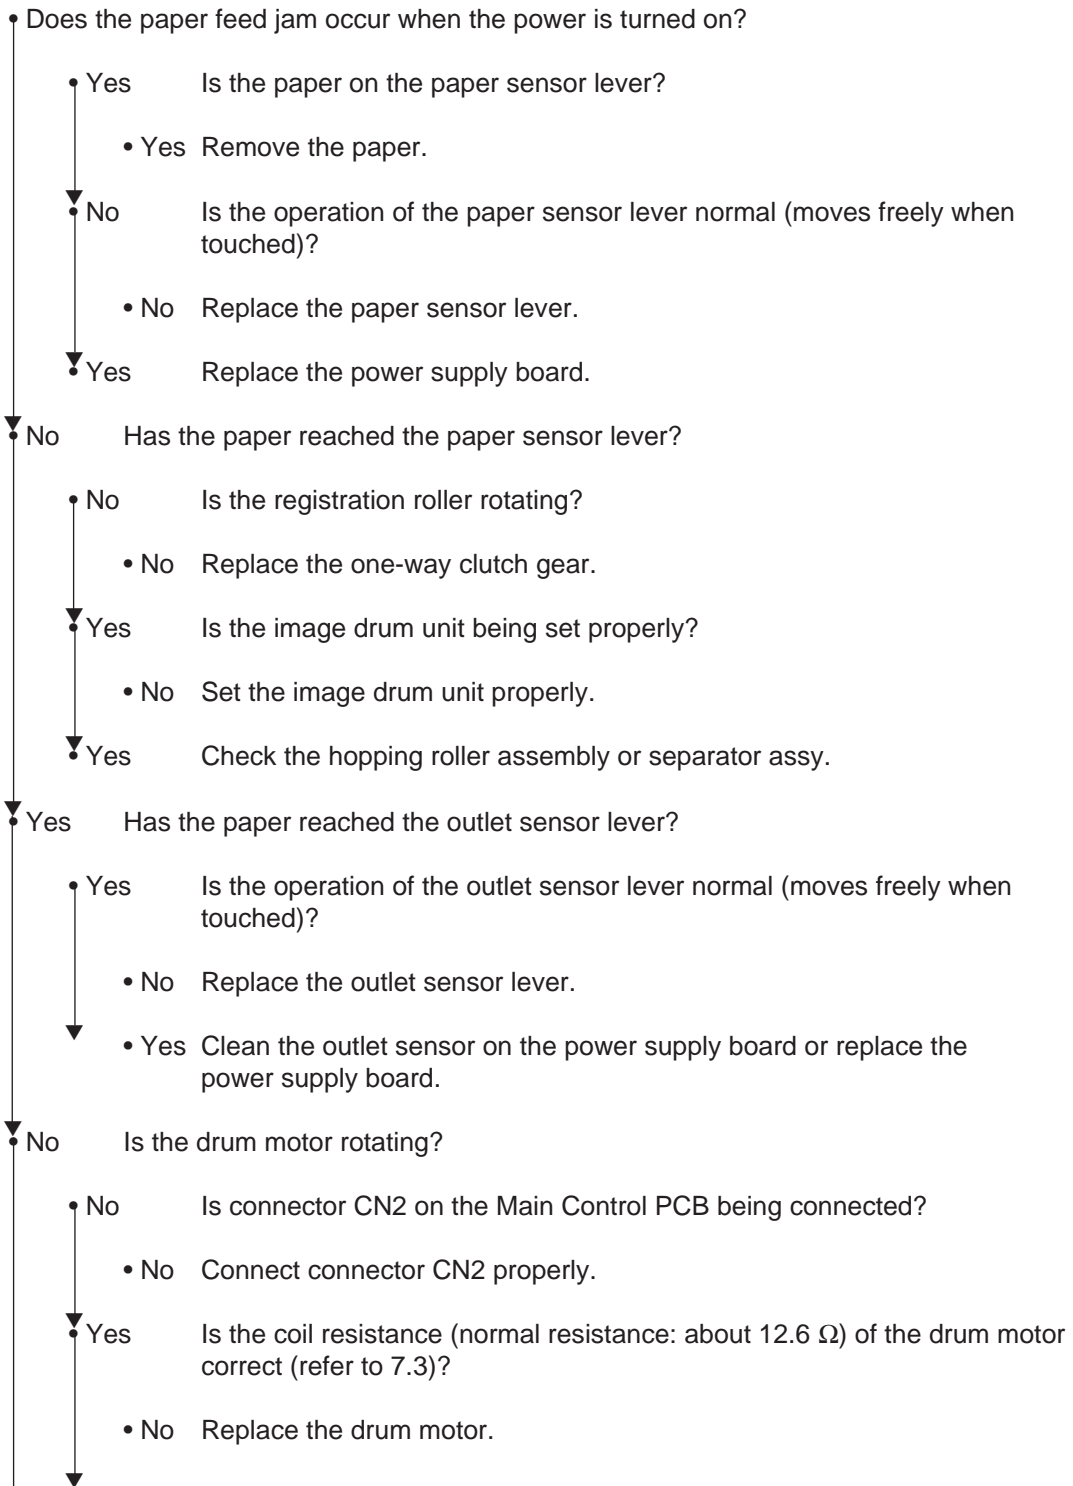 • Does the paper feed jam occur when the power is turned on?
• Yes Is the paper on the paper sensor lever?
• Yes Remove the paper.
• No Is the operation of the paper sensor lever normal (moves freely when
touched)?
• No Replace the paper sensor lever.
• Yes Replace the power supply board.
• No Has the paper reached the paper sensor lever?
• No Is the registration roller rotating?
• No Replace the one-way clutch gear.
• Yes Is the image drum unit being set properly?
• No Set the image drum unit properly.
• Yes Check the hopping roller assembly or separator assy.
• Yes Has the paper reached the outlet sensor lever?
• Yes Is the operation of the outlet sensor lever normal (moves freely when
touched)?
• No Replace the outlet sensor lever.
• Yes Clean the outlet sensor on the power supply board or replace the
power supply board.
• No Is the drum motor rotating?
• No Is connector CN2 on the Main Control PCB being connected?
• No Connect connector CN2 properly.
• Yes Is the coil resistance (normal resistance: about 12.6 Ω) of the drum motor
correct (refer to 7.3)?
• No Replace the drum motor.